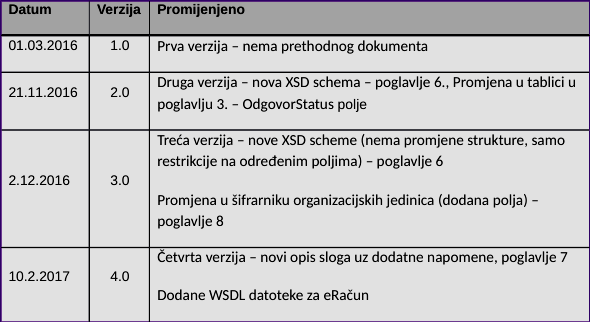 Datum Verzija Promijenjeno
01.03.2016 1.0 Prva verzija – nema prethodnog dokumenta
21.11.2016 2.0 Druga verzija – nova XSD schema – poglavlje 6., Promjena u tablici u
poglavlju 3. – OdgovorStatus polje
2.12.2016 3.0 Treća verzija – nove XSD scheme (nema promjene strukture, samo
restrikcije na određenim poljima) – poglavlje 6
Promjena u šifrarniku organizacijskih jedinica (dodana polja) –
poglavlje 8
10.2.2017 4.0 Četvrta verzija – novi opis sloga uz dodatne napomene, poglavlje 7
Dodane WSDL datoteke za eRačun